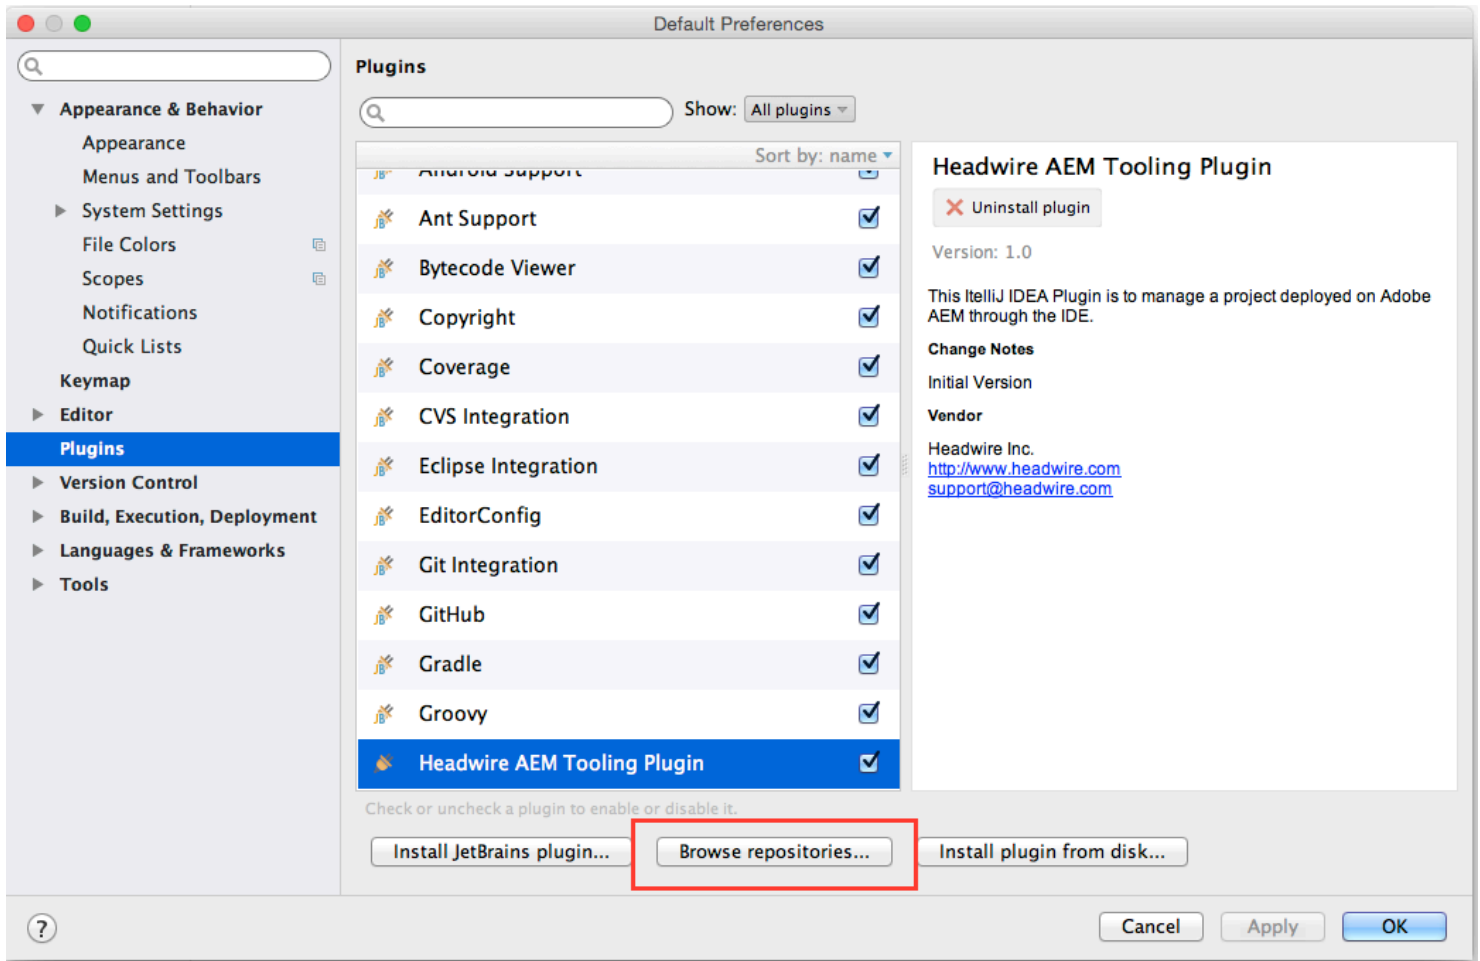 Default Preferences
Appearance & Behavior
Appearance
Menus and Toolbars
System Settings
File Colors
Scopes
Notifications
Quick Lists
Keymap
Editor
Plugins
Version Control
Build, Execution, Deployment
Languages & Frameworks
Tools
Plugins
Show: All plugins
Sort by: name
Android Support
Ant Support
Bytecode Viewer
Copyright
Coverage
CVS Integration
Eclipse Integration
EditorConfig
Git Integration
GitHub
Gradle
Groovy
Headwire AEM Tooling Plugin
Check or uncheck a plugin to enable or disable it.
Install JetBrains plugin...
Browse repositories...
Install plugin from disk...
Headwire AEM Tooling Plugin
Uninstall plugin
Version: 1.0
This ItelliJ IDEA Plugin is to manage a project deployed on Adobe
AEM through the IDE.
Change Notes
Initial Version
Vendor
Headwire Inc.
http://www.headwire.com
support@headwire.com
?
Cancel
Apply
OK